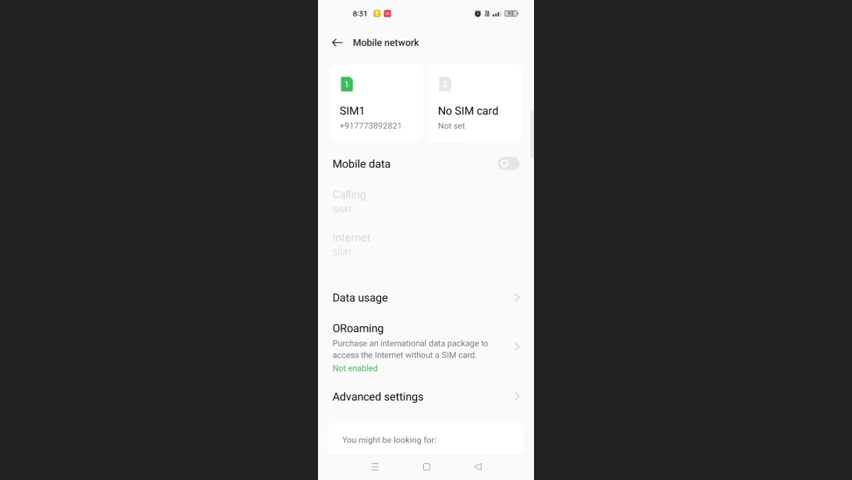 8:31
Mobile network
1
2
SIM1
No SIM card
+917773892821
Not set
Mobile data
Calling
SIM1
Internet
SIM1
Data usage
ORoaming
Purchase an international data package to
access the Internet without a SIM card.
Not enabled
Advanced settings
You might be looking for: